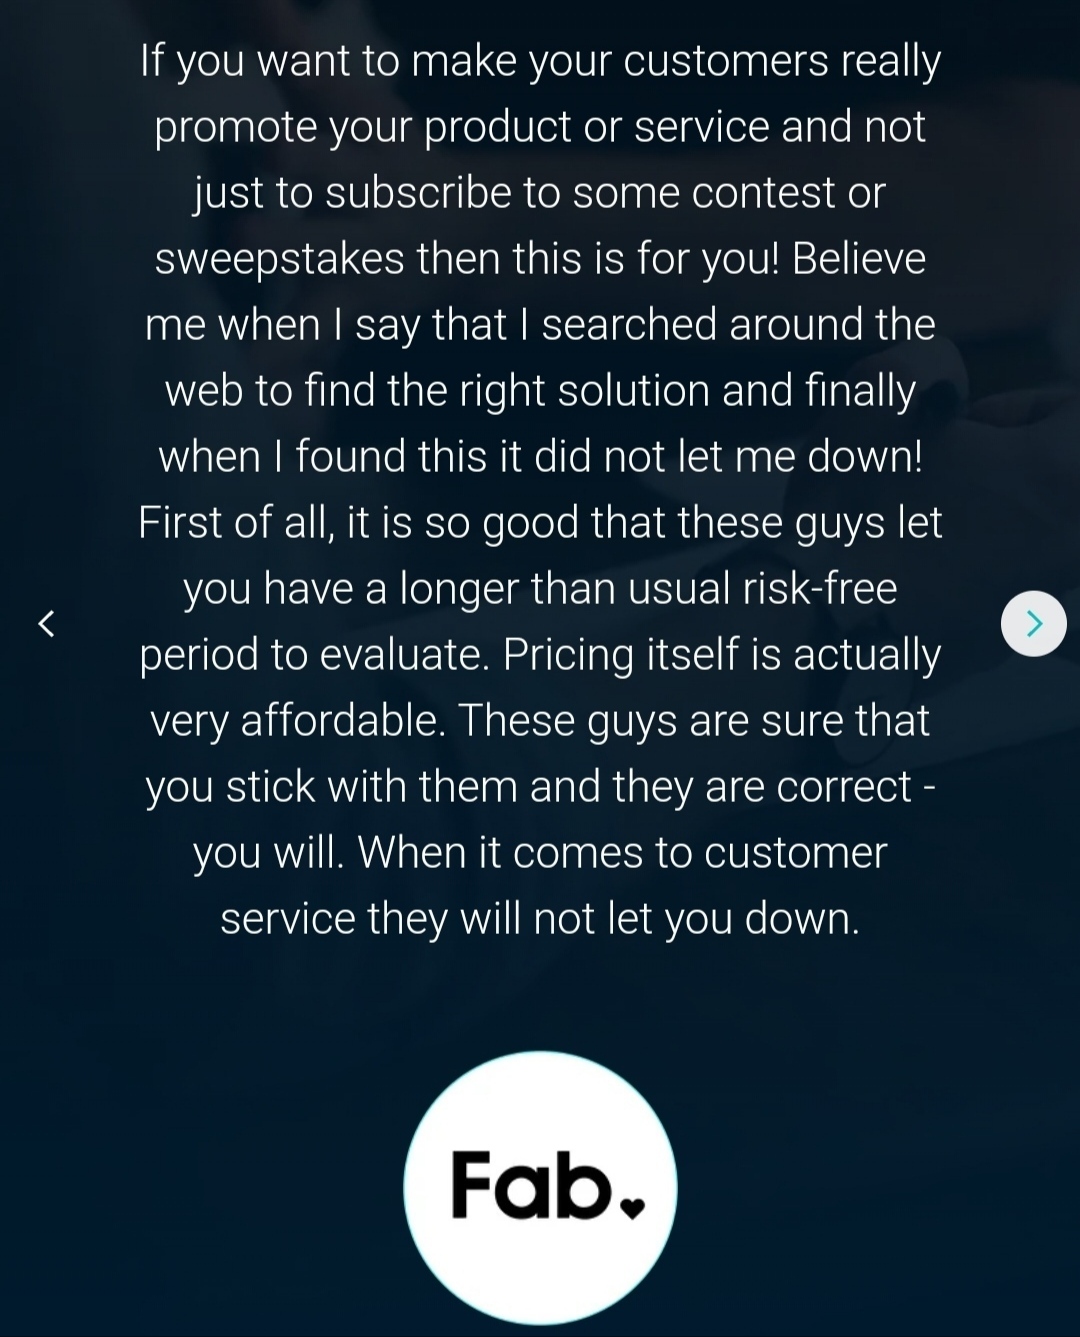 If you want to make your customers really
promote your product or service and not
just to subscribe to some contest or
sweepstakes then this is for you! Believe
me when I say that I searched around the
web to find the right solution and finally
when I found this it did not let me down!
First of all, it is so good that these guys let
you have a longer than usual risk-free
period to evaluate. Pricing itself is actually
very affordable. These guys are sure that
you stick with them and they are correct -
you will. When it comes to customer
service they will not let you down.
Fab.